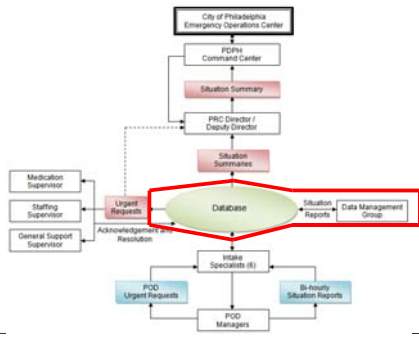 City of Philadelphia
Emergency Operations Center
PDPH
Command Center
Situation Summary
PRC Director /
Deputy Director
Situation
Summaries
Medication
Supervisor
Staffing
Supervisor
General Support
Supervisor
Urgent
Requests
Acknowledgement and
Resolution
Database
Situation
Reports
Data Management
Group
Intake
Specialists (6)
POD
Urgent Requests
Bi-hourly
Situation Reports
POD
Managers